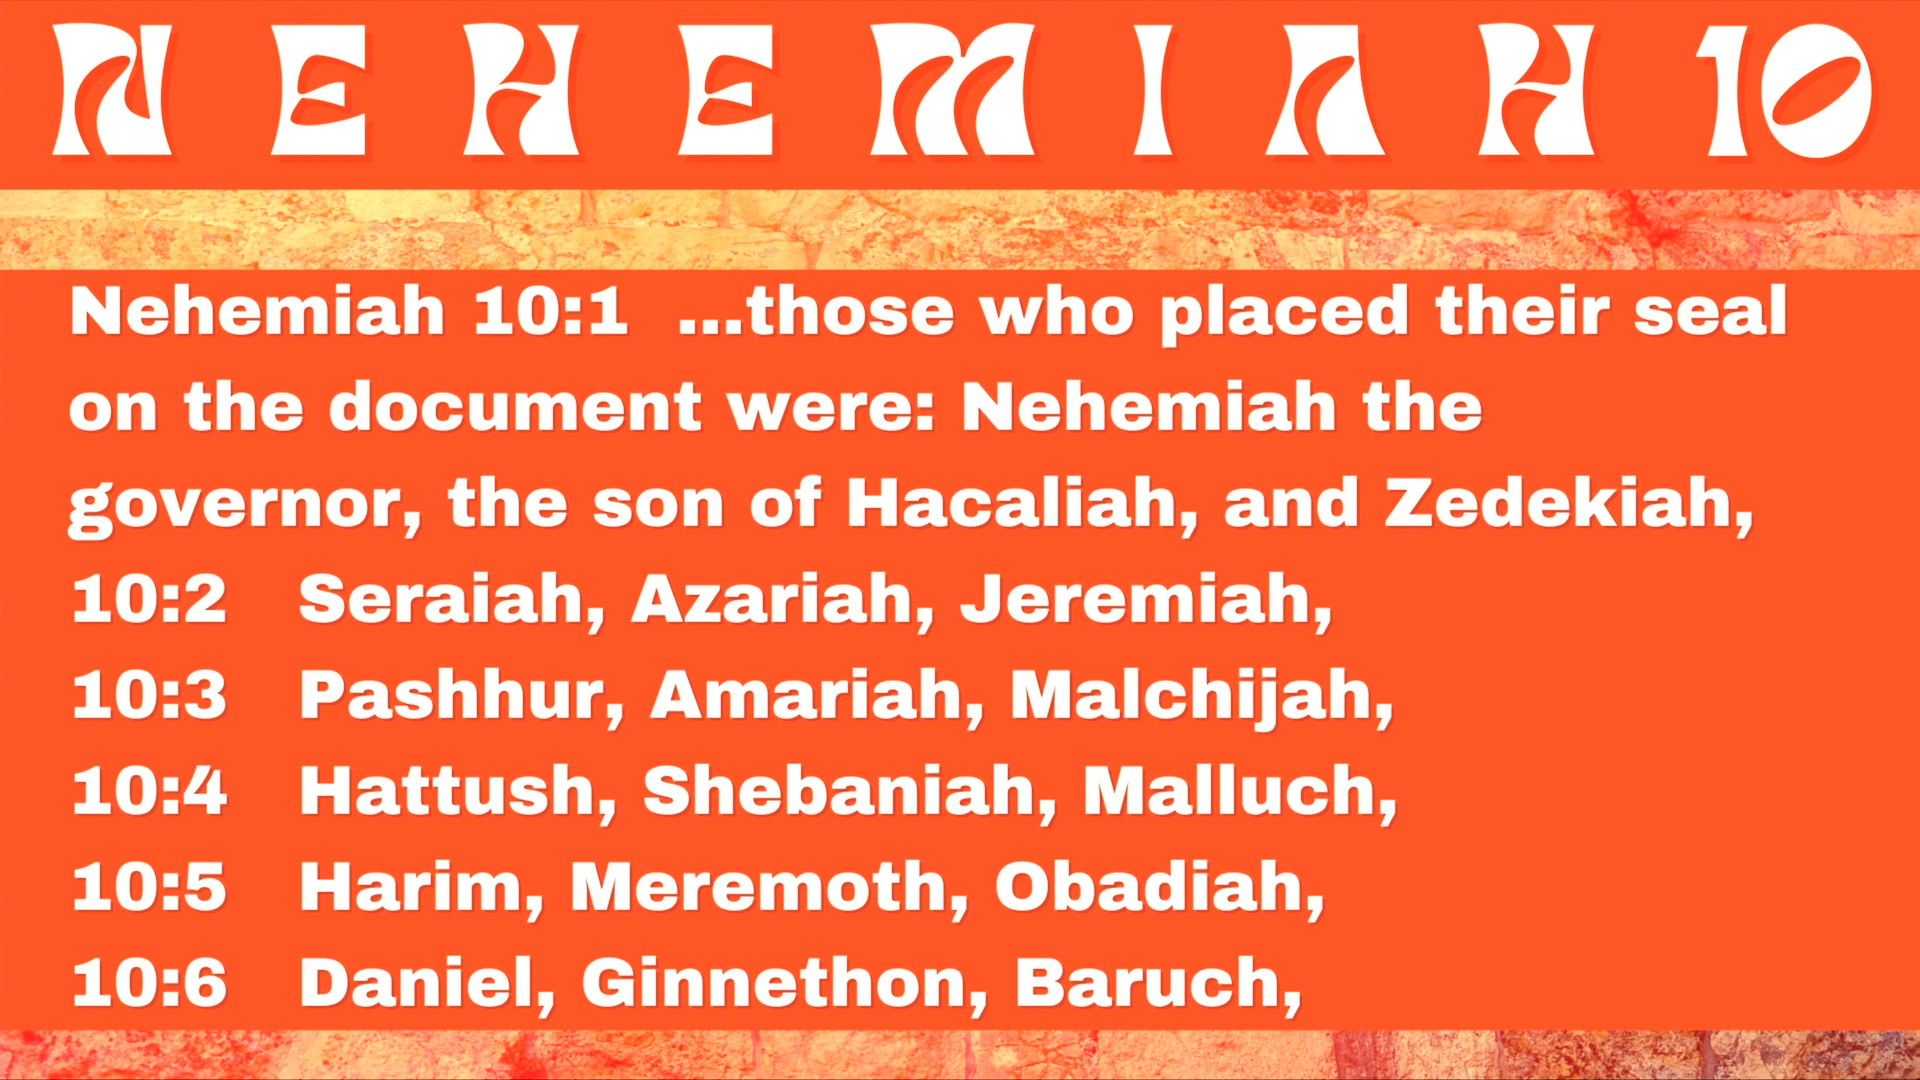 NEHEMIAH 10
Nehemiah 10:1 ...those who placed their seal
on the document were: Nehemiah the
governor, the son of Hacaliah, and Zedekiah,
10:2 Seraiah, Azariah, Jeremiah,
10:3 Pashhur, Amariah, Malchijah,
10:4 Hattush, Shebaniah, Malluch,
10:5 Harim, Meremoth, Obadiah,
10:6 Daniel, Ginnethon, Baruch,